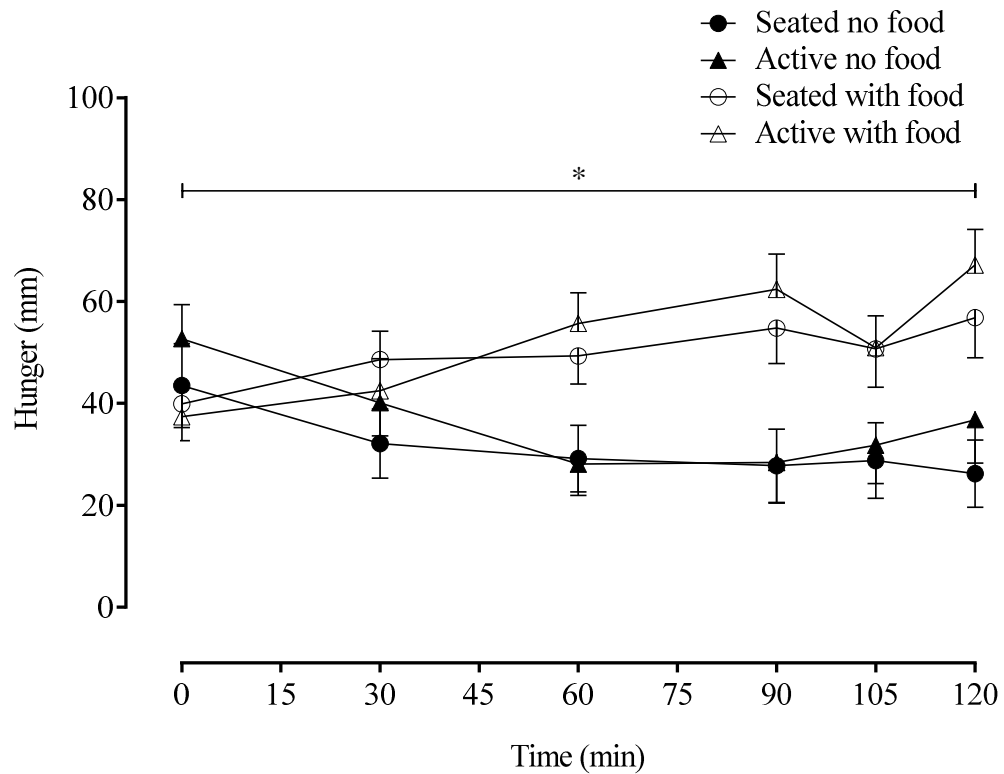 Seated no food
Active no food
Seated with food
Active with food
100
80
60
40
20
0
*
Hunger (mm)
0 15 30 45 60 75 90 105 120
Time (min)